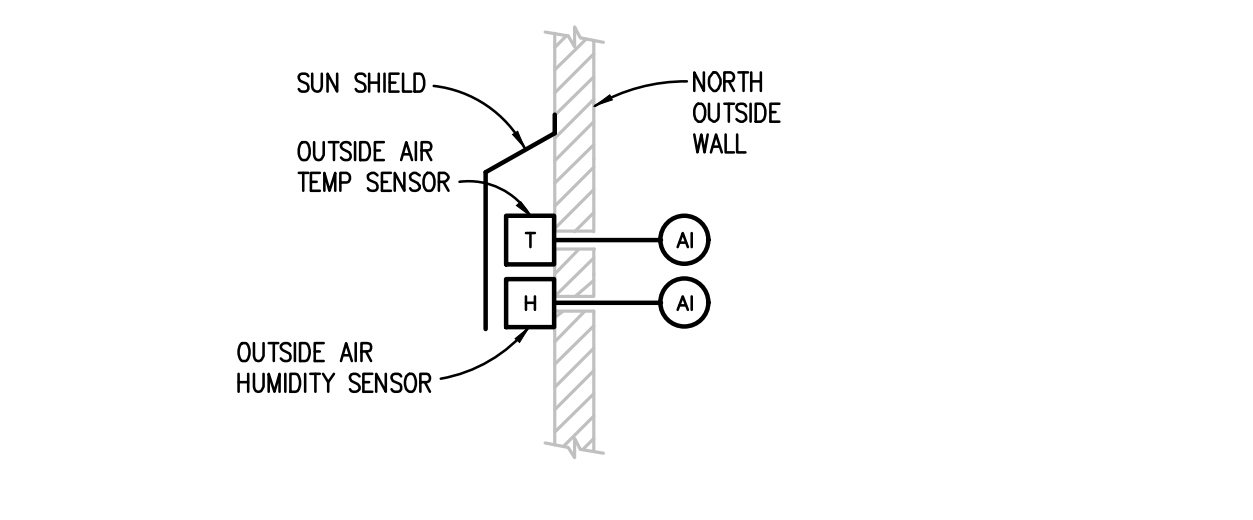 SUN SHIELD
NORTH
OUTSIDE
WALL
OUTSIDE AIR
TEMP SENSOR
T
AI
H
AI
OUTSIDE AIR
HUMIDITY SENSOR